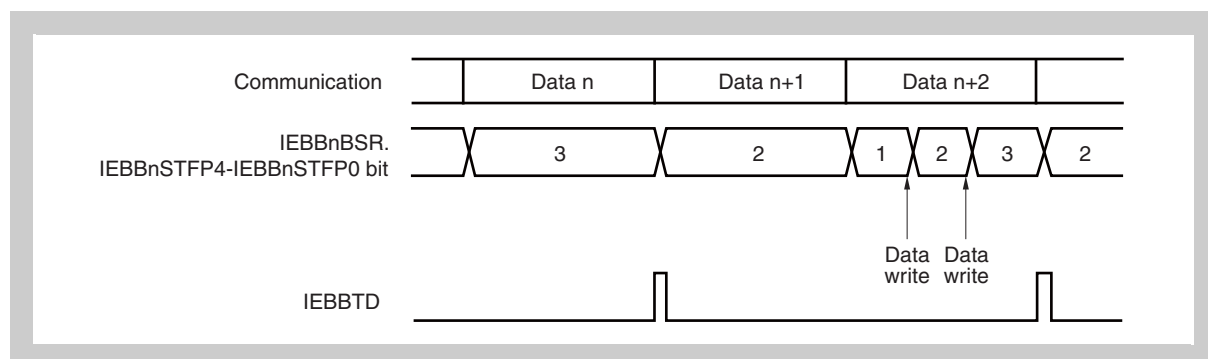 Communication
Data n
Data n+1
Data n+2
IEBBnBSR.
IEBBnSTFP4-IEBBnSTFP0 bit
3
2
1
2
3
2
Data Data
write write
IEBBTD